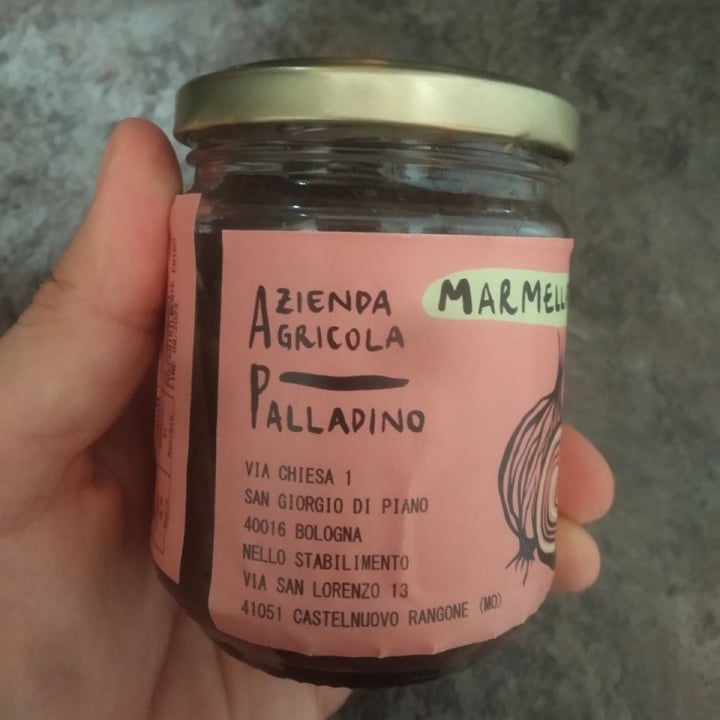 AZIENDA
AGRICOLA
PALLADINO
VIA CHIESA 1
SAN GIORGIO DI PIANO
40016 BOLOGNA
NELLO STABILIMENTO
VIA SAN LORENZO 13
41051 CASTELNUOVO RANGONE (MO)
MARMELL